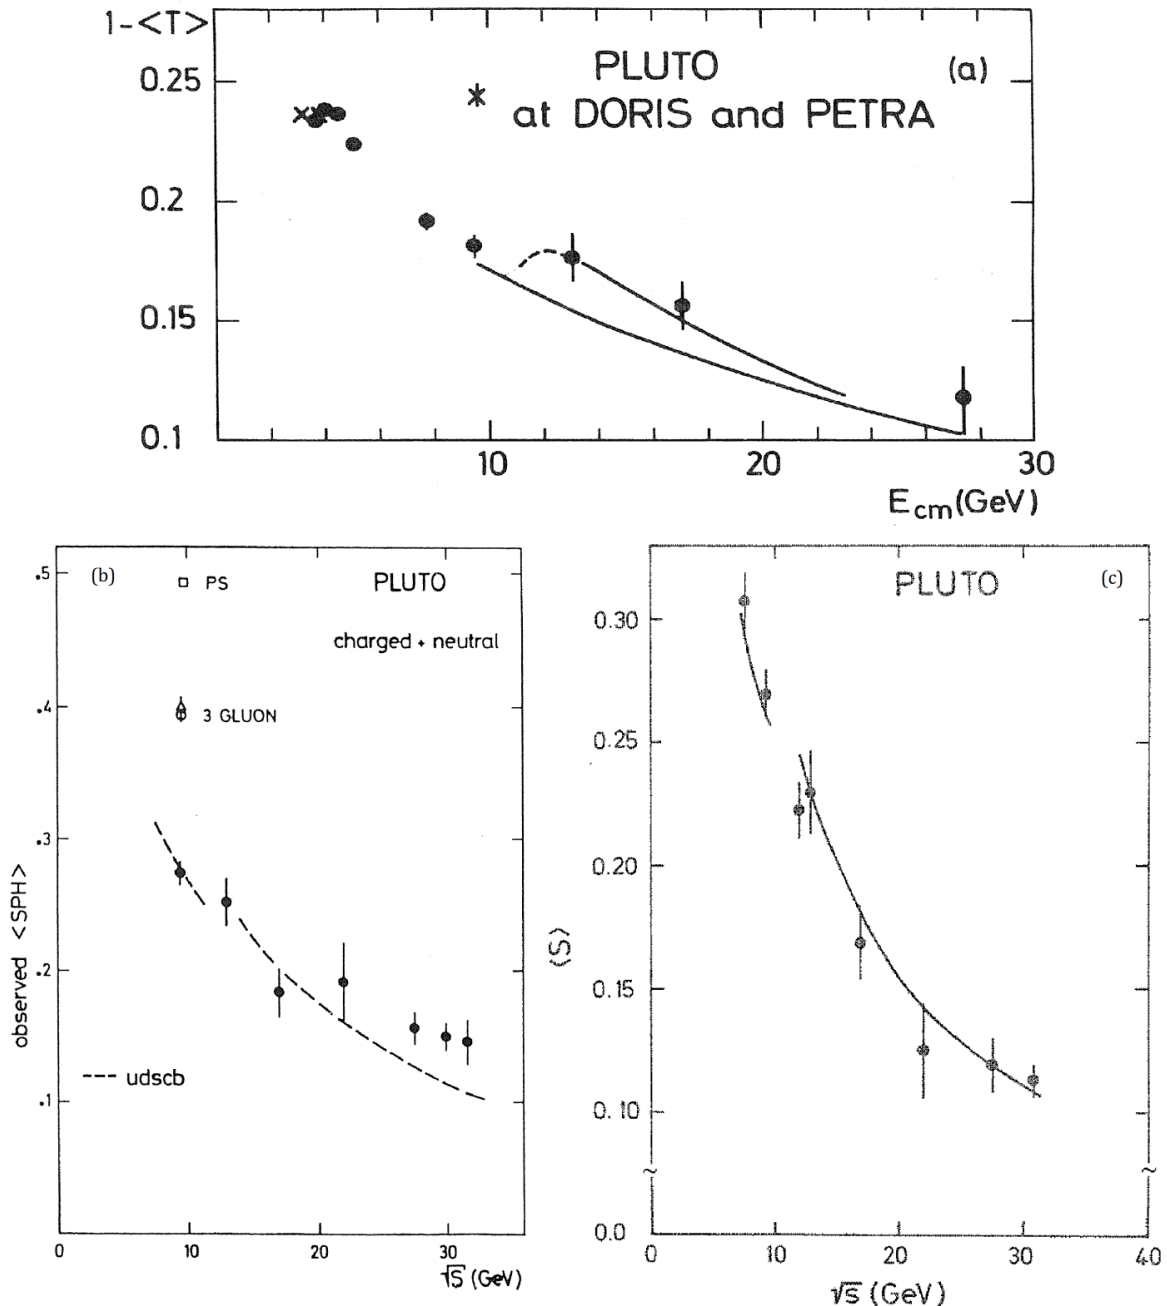 1-<T>
PLUTO (a)
at DORIS and PETRA
0.25
0.2
0.15
0.1
10 20 30
E_cm (GeV)
(b) PLUTO
charged + neutral
□ PS
3 GLUON
observed <SPH>
--- udscb
.5
.4
.3
.2
.1
0 10 20 30
√S (GeV)
PLUTO (c)
⟨S⟩
0.30
0.25
0.20
0.15
0.10
0.0
0 10 20 30 40
√s (GeV)